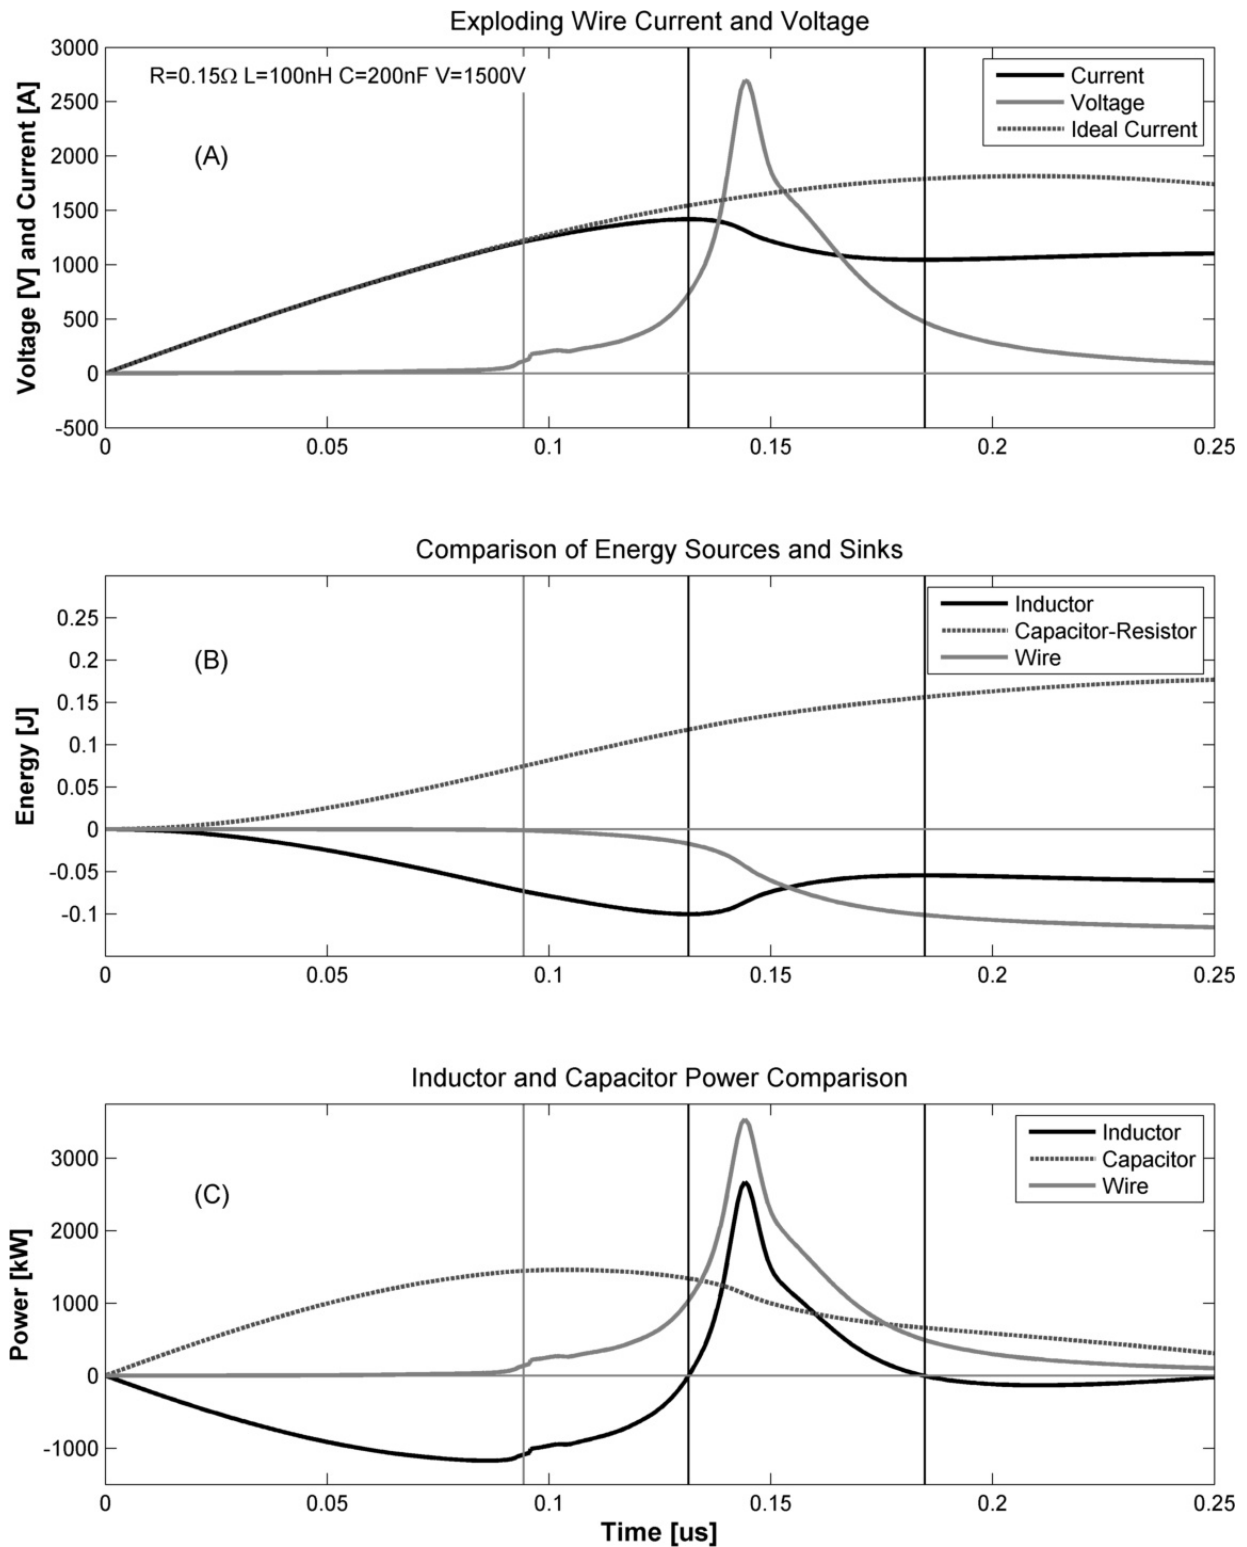 Exploding Wire Current and Voltage
R=0.15Ω L=100nH C=200nF V=1500V
(A)
Current
Voltage
Ideal Current
Voltage [V] and Current [A]
3000
2500
2000
1500
1000
500
0
-500
0 0.05 0.1 0.15 0.2 0.25
Comparison of Energy Sources and Sinks
(B)
Inductor
Capacitor-Resistor
Wire
Energy [J]
0.25
0.2
0.15
0.1
0.05
0
-0.05
-0.1
0 0.05 0.1 0.15 0.2 0.25
Inductor and Capacitor Power Comparison
(C)
Inductor
Capacitor
Wire
Power [kW]
3000
2000
1000
0
-1000
0 0.05 0.1 0.15 0.2 0.25
Time [us]